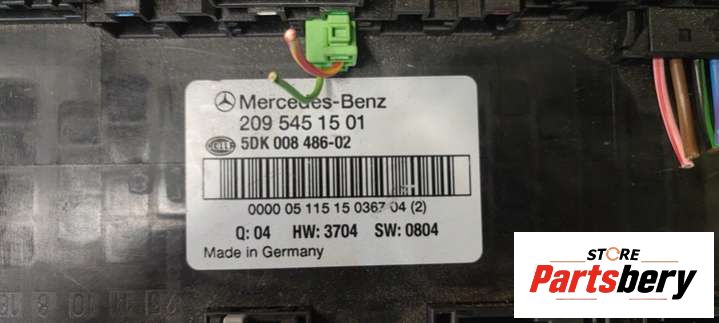 Mercedes-Benz
209 545 15 01
HELLA 5DK 008 486-02
0000 05 115 15 0367 04 (2)
Q: 04 HW: 3704 SW: 0804
Made in Germany
STORE
Partsbery